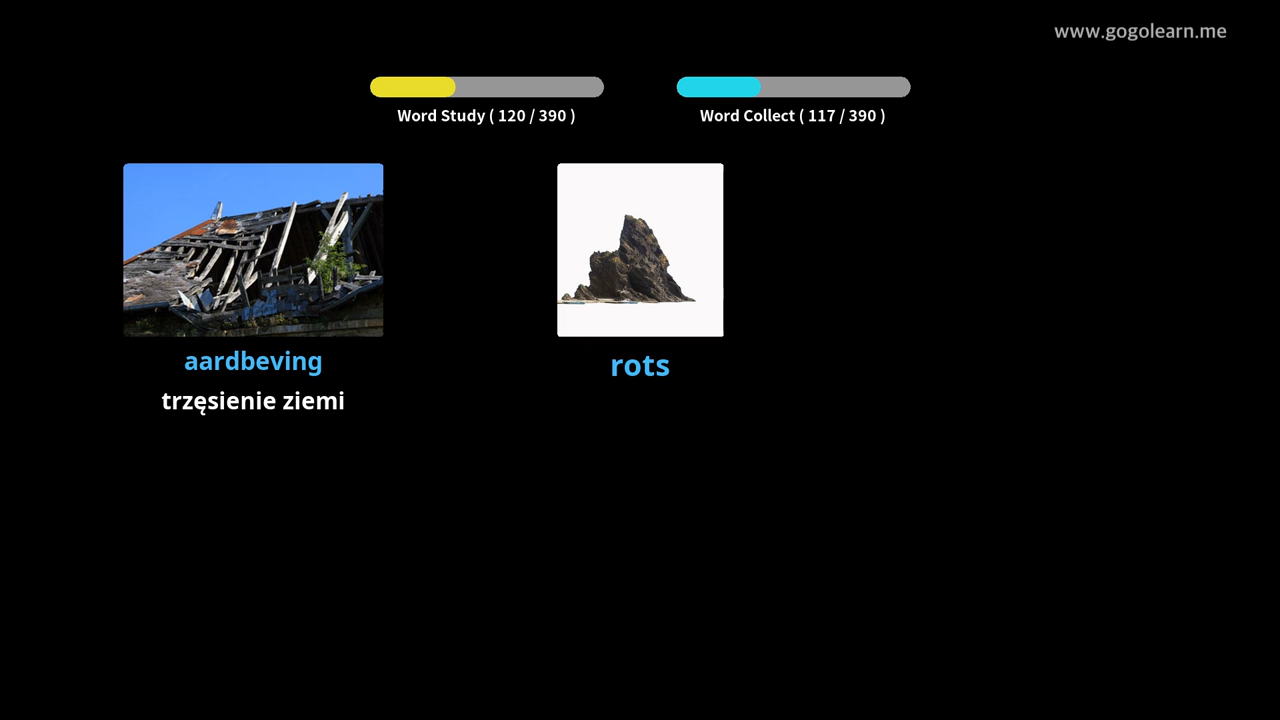 www.gogolearn.me
Word Study ( 120 / 390 )
Word Collect ( 117 / 390 )
aardbeving
trzęsienie ziemi
rots